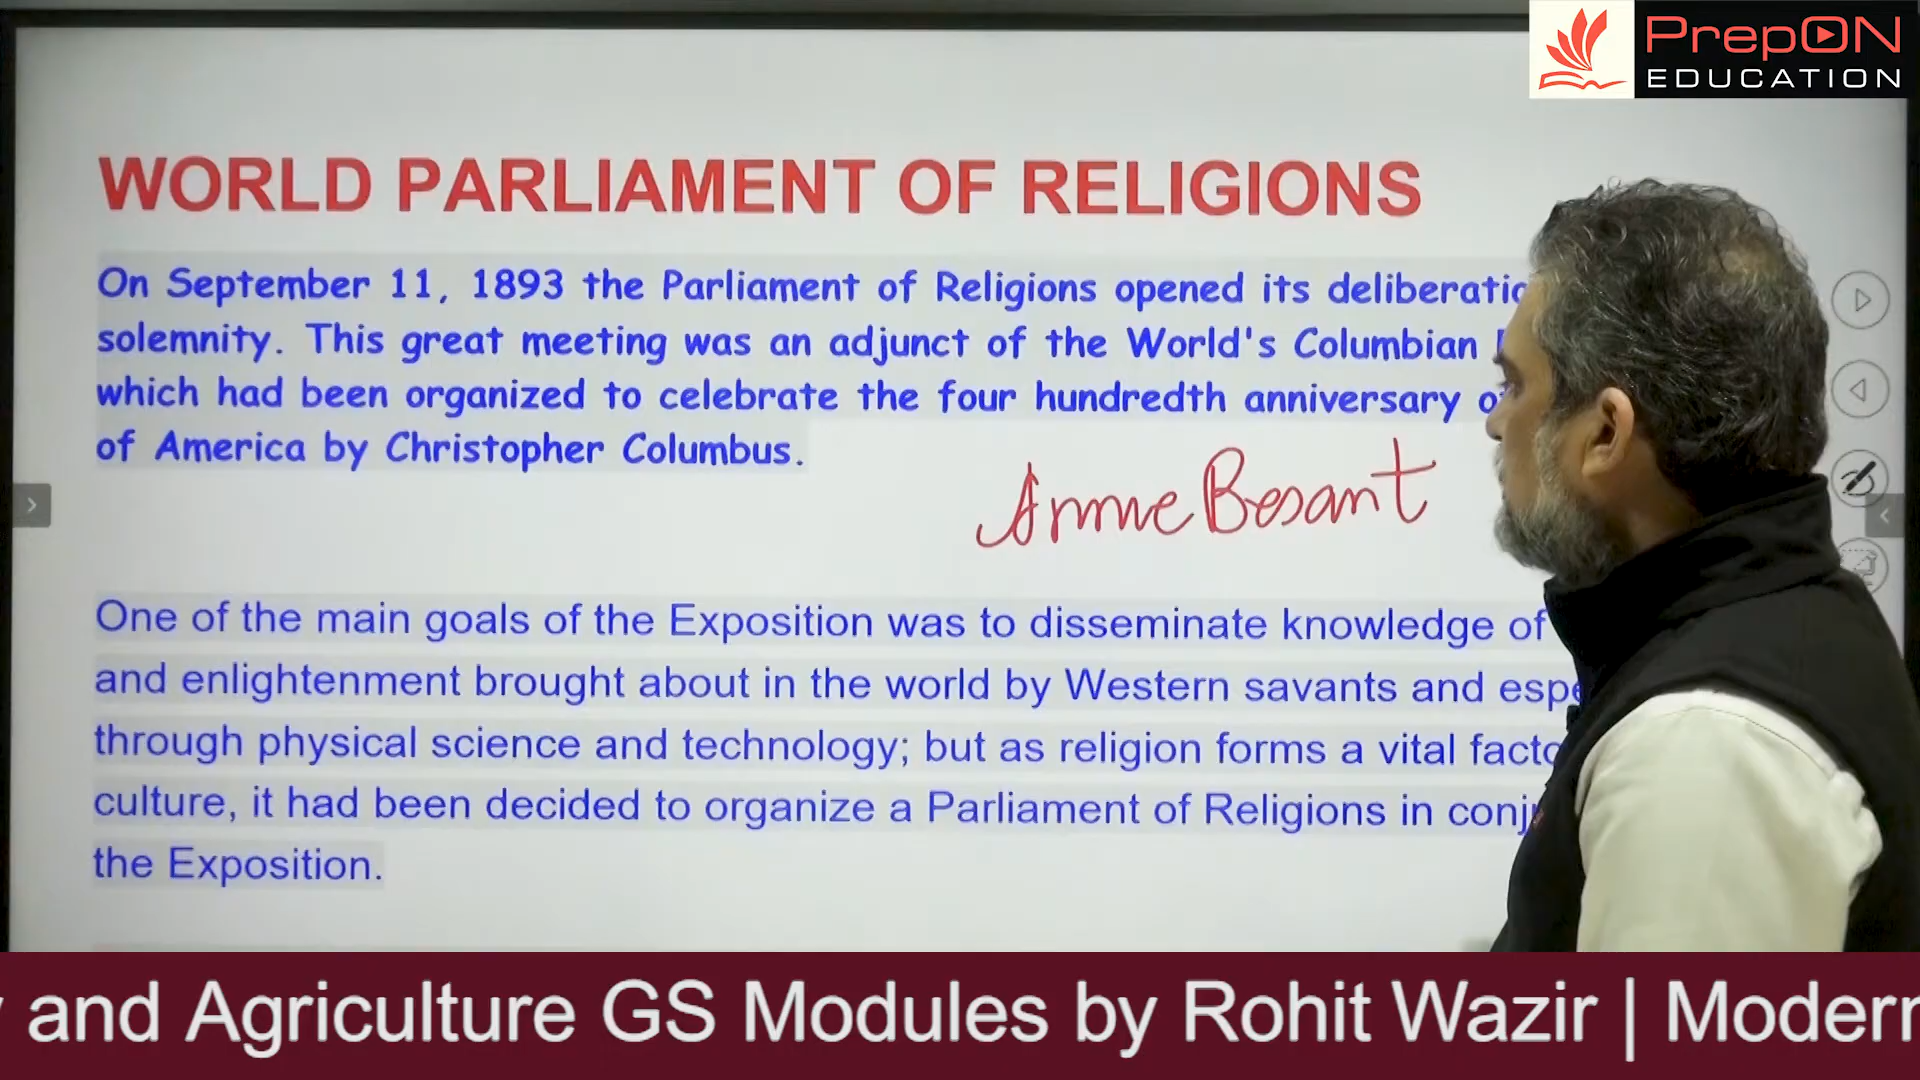 PrepON
EDUCATION
WORLD PARLIAMENT OF RELIGIONS
On September 11, 1893 the Parliament of Religions opened its
solemnity. This great meeting was an adjunct of the World's Columbian
which had been organized to celebrate the four hundredth anniversary
of America by Christopher Columbus.
Annie Besant
One of the main goals of the Exposition was to disseminate knowledge of
and enlightenment brought about in the world by Western savants and
through physical science and technology; but as religion forms a vital
culture, it had been decided to organize a Parliament of Religions in
the Exposition.
and Agriculture GS Modules by Rohit Wazir | Modern